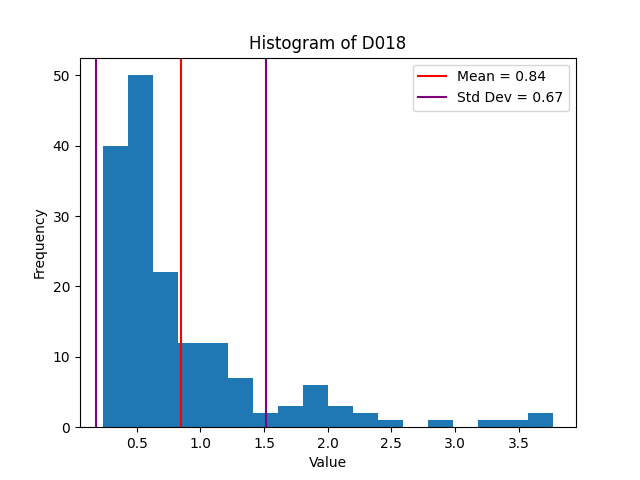 Histogram of D018
Mean = 0.84
Std Dev = 0.67
50
40
30
20
10
0
Frequency
0.5 1.0 1.5 2.0 2.5 3.0 3.5
Value